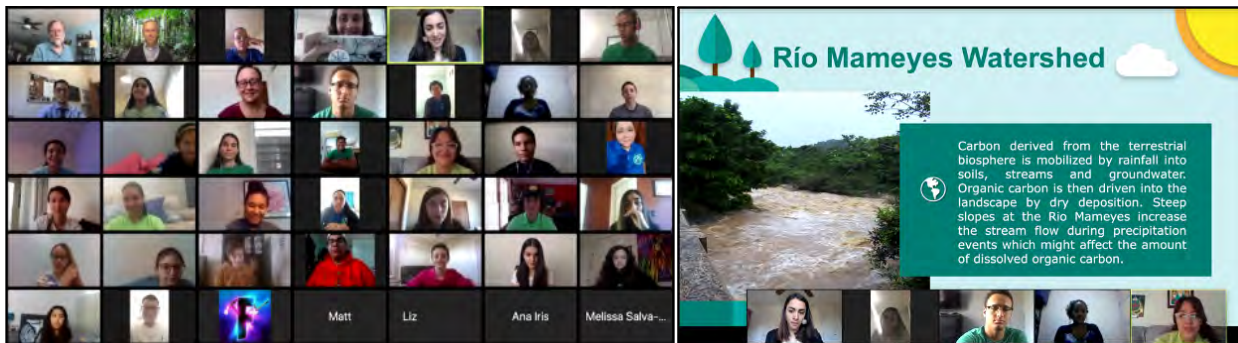 Matt
Liz
Ana Iris
Melissa Salva-...
Río Mameyes Watershed
Carbon derived from the terrestrial
biosphere is mobilized by rainfall into
soils, streams and groundwater.
Organic carbon is then driven into the
landscape by dry deposition. Steep
slopes at the Rio Mameyes increase
the stream flow during precipitation
events which might affect the amount
of dissolved organic carbon.